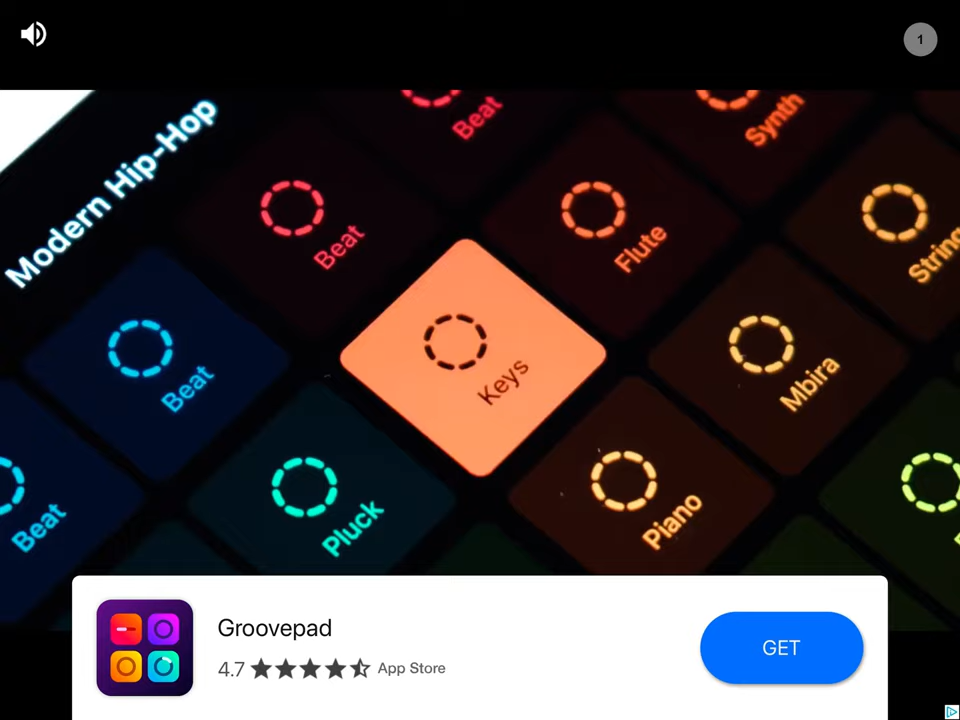 1
Modern Hip-Hop
Beat
Synth
Beat
Flute
String
Beat
Keys
Mbira
Beat
Pluck
Piano
Groovepad
4.7 App Store
GET